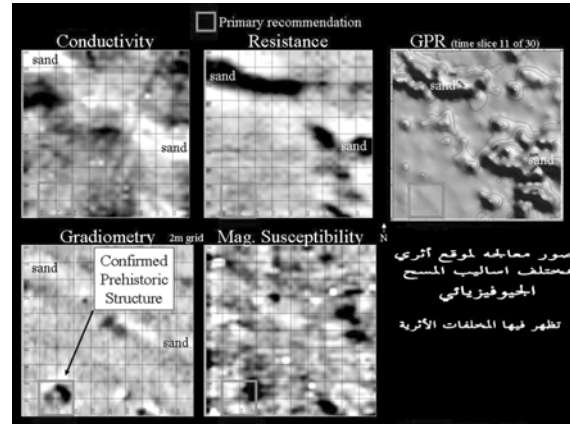 Primary recommendation
Conductivity
Resistance
GPR (time slice 11 of 30)
sand
sand
sand
sand
sand
sand
Gradiometry
2m grid
Mag. Susceptibility
N
sand
Confirmed
Prehistoric
Structure
sand
صور معالجه لموقع أثري
بمختلف اساليب المسح
الجيوفيزيائي
تظهر فيها المخلفات الأثرية